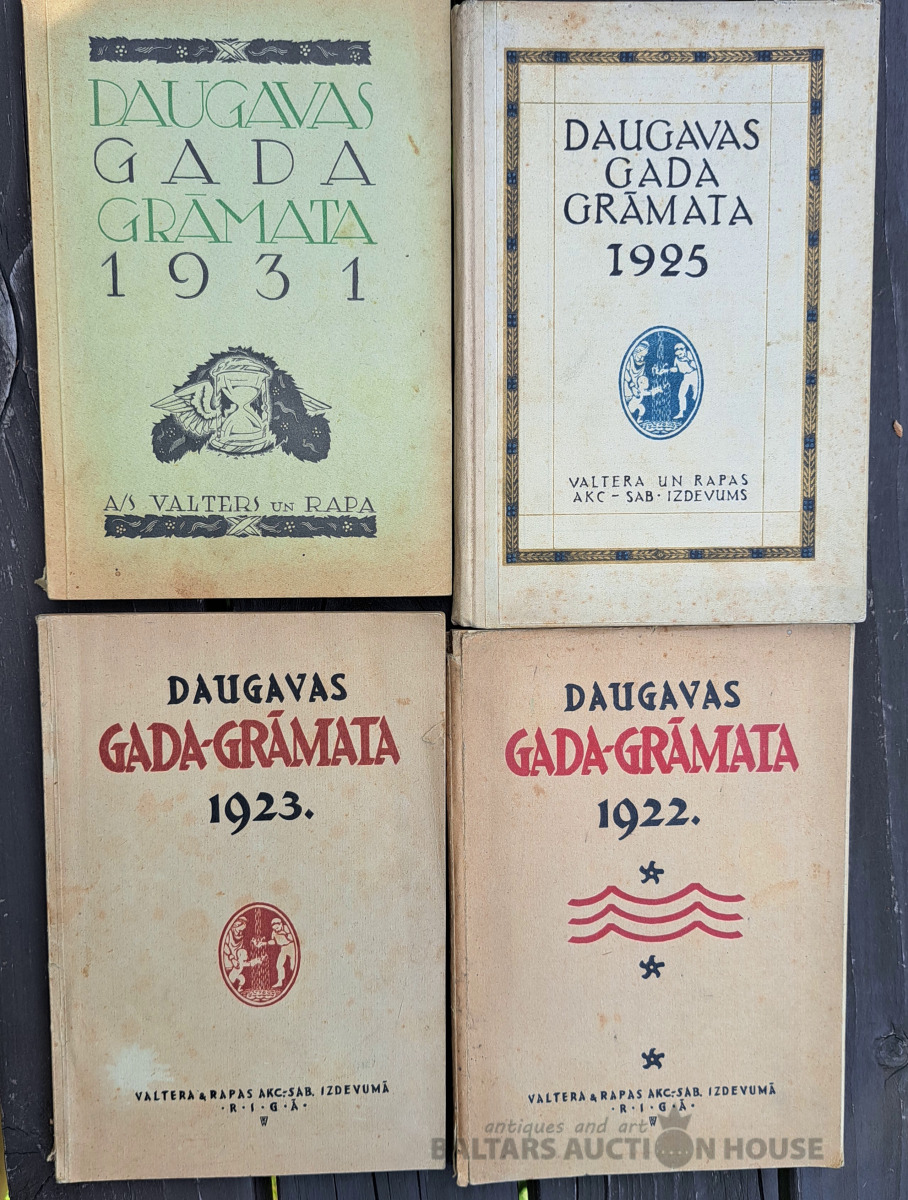 DAUGAVAS
GADA
GRĀMATA
1931
A/S VALTERS UN RAPA
DAUGAVAS
GADA
GRĀMATA
1925
VALTERA UN RAPAS
AKC-SAB. IZDEVUMS
DAUGAVAS
GADA-GRĀMATA
1923.
VALTERA & RAPAS AKC.-SAB. IZDEVUMĀ
·R·I·G·Ā·
W
DAUGAVAS
GADA-GRĀMATA
1922.
VALTERA & RAPAS AKC.-SAB. IZDEVUMĀ
·R·I·G·Ā·
W
antiques and art
BALTARS AUCTION HOUSE